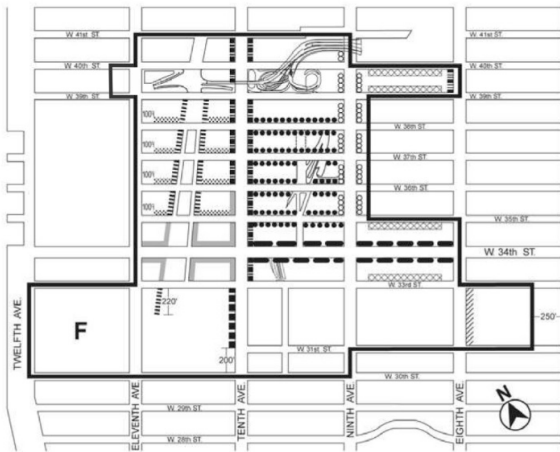 W. 41st ST.
W. 41st ST.
W. 40th ST.
W. 40th ST.
W. 39th ST.
W. 39th ST.
100'
W. 38th ST.
100'
W. 37th ST.
100'
W. 36th ST.
100'
W. 35th ST.
W. 34th ST.
W. 33rd ST.
220'
F
250'
200'
W. 31st ST.
W. 30th ST.
W. 29th ST.
W. 28th ST.
TWELFTH AVE.
ELEVENTH AVE.
TENTH AVE.
NINTH AVE.
EIGHTH AVE.
N